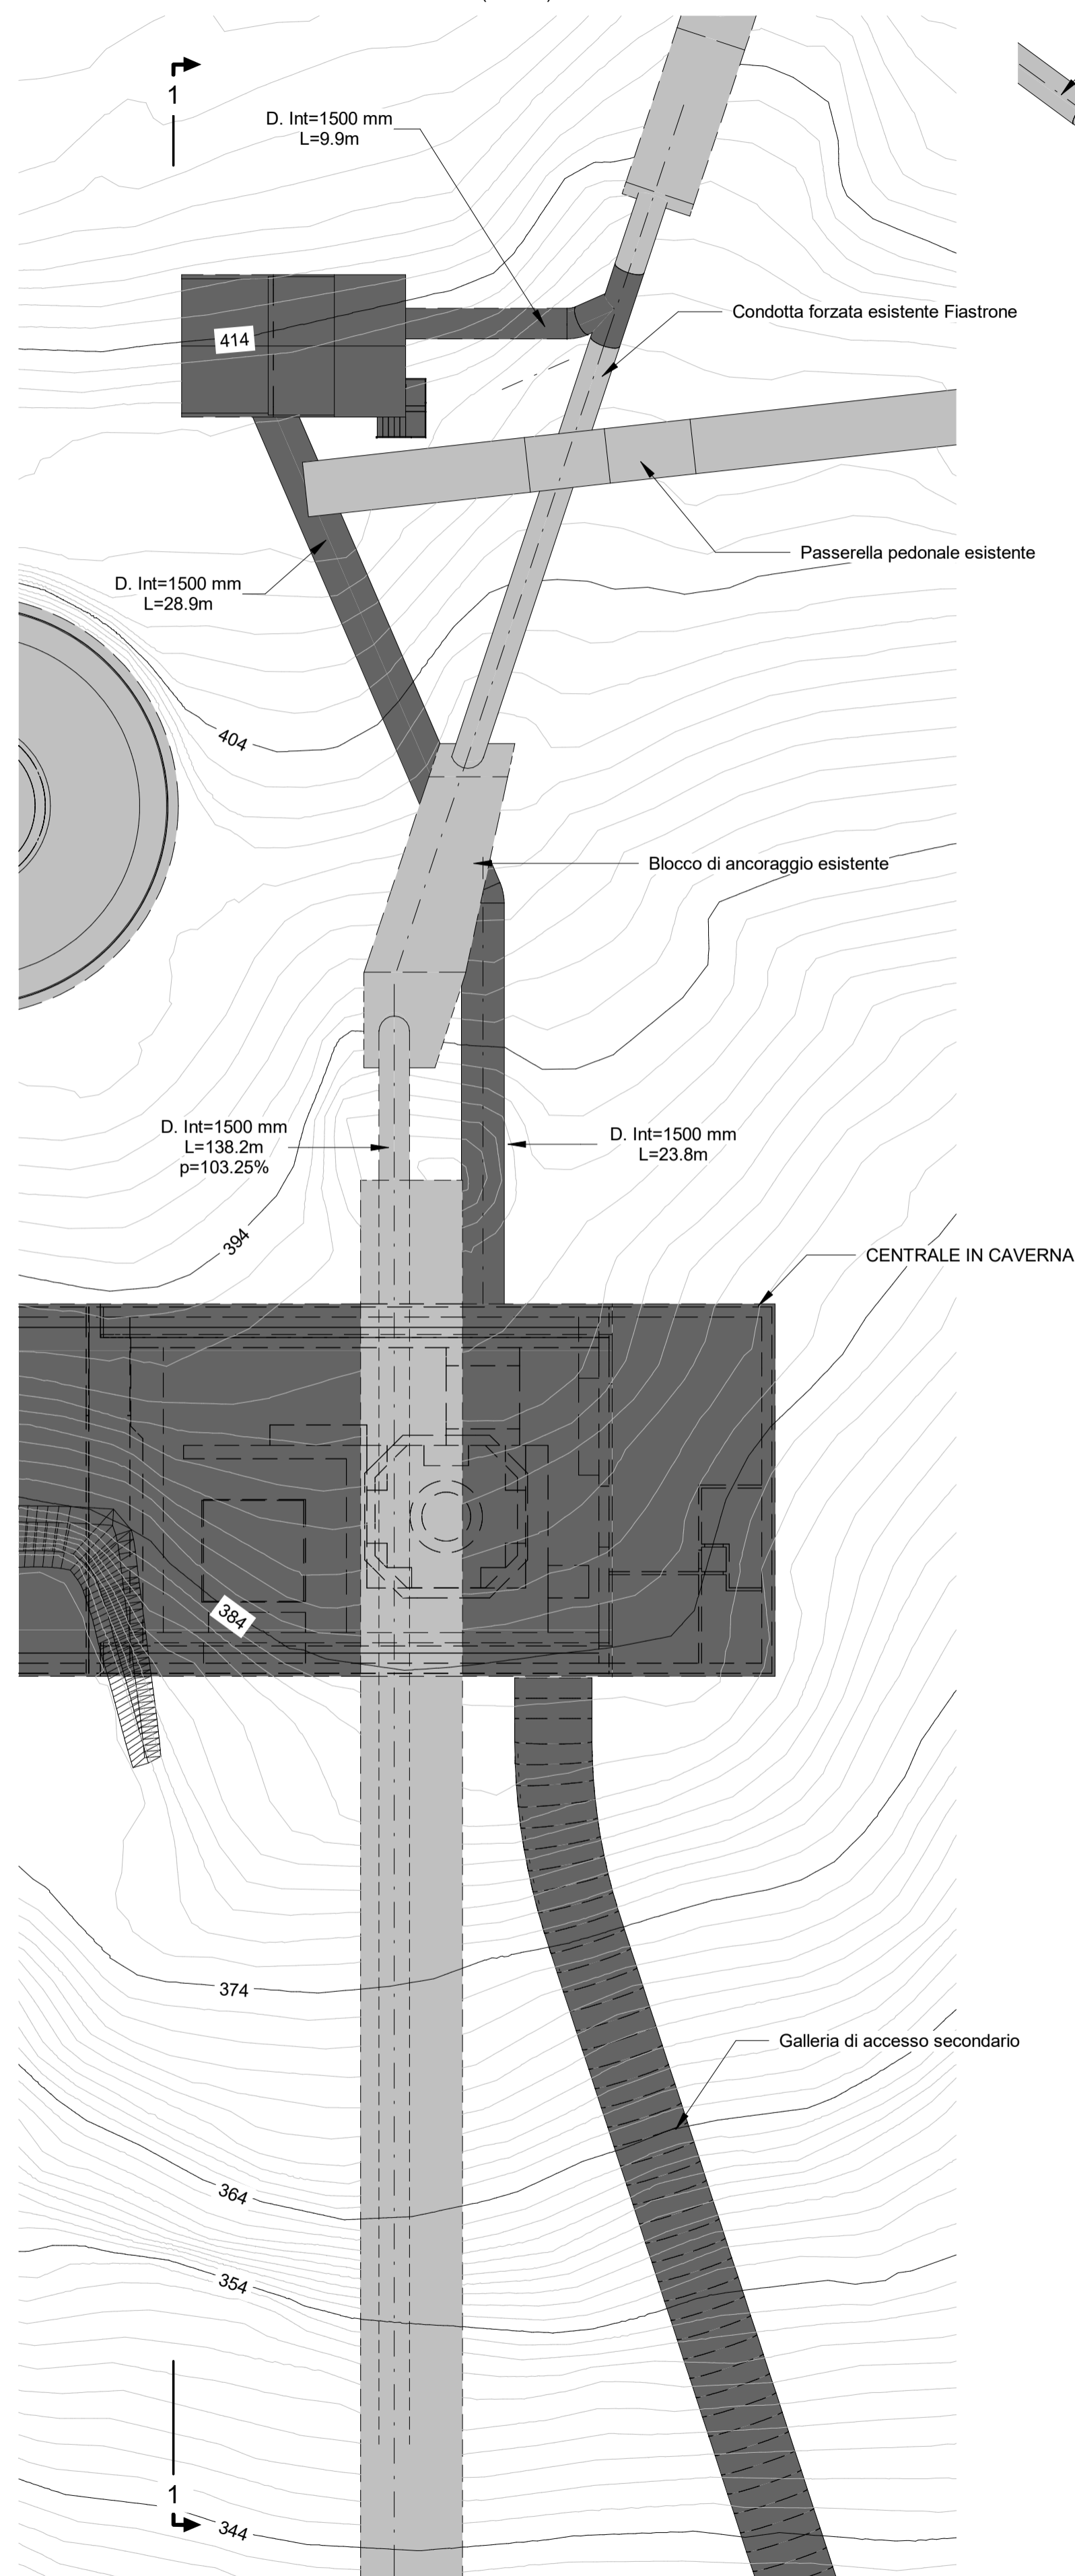 1
D. Int=1500 mm
L=9.9m
Condotta forzata esistente Fiastrone
414
Passerella pedonale esistente
D. Int=1500 mm
L=28.9m
404
Blocco di ancoraggio esistente
D. Int=1500 mm
L=138.2m
p=103.25%
D. Int=1500 mm
L=23.8m
394
CENTRALE IN CAVERNA
384
374
Galleria di accesso secondario
364
354
1
344